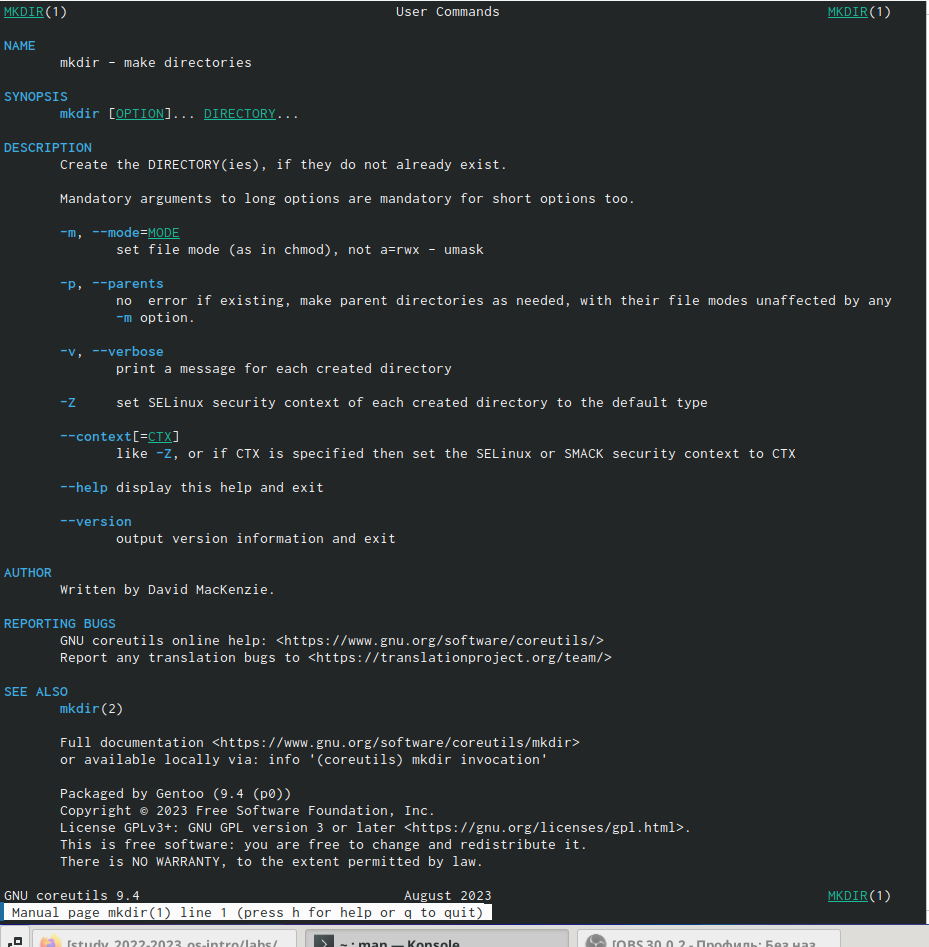 MKDIR(1) User Commands MKDIR(1)
NAME
mkdir - make directories
SYNOPSIS
mkdir [OPTION]... DIRECTORY...
DESCRIPTION
Create the DIRECTORY(ies), if they do not already exist.
Mandatory arguments to long options are mandatory for short options too.
-m, --mode=MODE
set file mode (as in chmod), not a=rwx - umask
-p, --parents
no  error if existing, make parent directories as needed, with their file modes unaffected by any
-m option.
-v, --verbose
print a message for each created directory
-Z     set SELinux security context of each created directory to the default type
--context[=CTX]
like -Z, or if CTX is specified then set the SELinux or SMACK security context to CTX
--help display this help and exit
--version
output version information and exit
AUTHOR
Written by David MacKenzie.
REPORTING BUGS
GNU coreutils online help: <https://www.gnu.org/software/coreutils/>
Report any translation bugs to <https://translationproject.org/team/>
SEE ALSO
mkdir(2)
Full documentation <https://www.gnu.org/software/coreutils/mkdir>
or available locally via: info '(coreutils) mkdir invocation'
Packaged by Gentoo (9.4 (p0))
Copyright © 2023 Free Software Foundation, Inc.
License GPLv3+: GNU GPL version 3 or later <https://gnu.org/licenses/gpl.html>.
This is free software: you are free to change and redistribute it.
There is NO WARRANTY, to the extent permitted by law.
GNU coreutils 9.4 August 2023 MKDIR(1)
Manual page mkdir(1) line 1 (press h for help or q to quit)
[study_2022-2023_os-intro/labs/ ~ : man — Konsole [OBS 30.0.2 - Профиль: Без наз